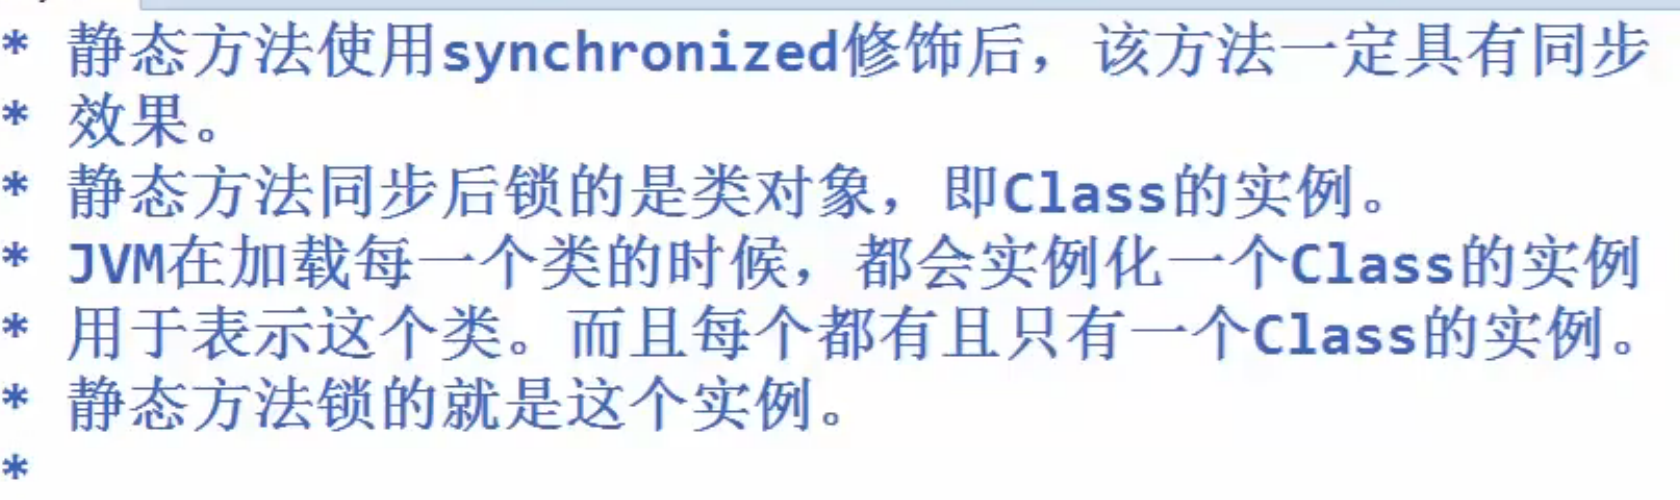 * 静态方法使用synchronized修饰后，该方法一定具有同步
* 效果。
* 静态方法同步后锁的是类对象，即Class的实例。
* JVM在加载每一个类的时候，都会实例化一个Class的实例
* 用于表示这个类。而且每个都有且只有一个Class的实例。
* 静态方法锁的就是这个实例。
*